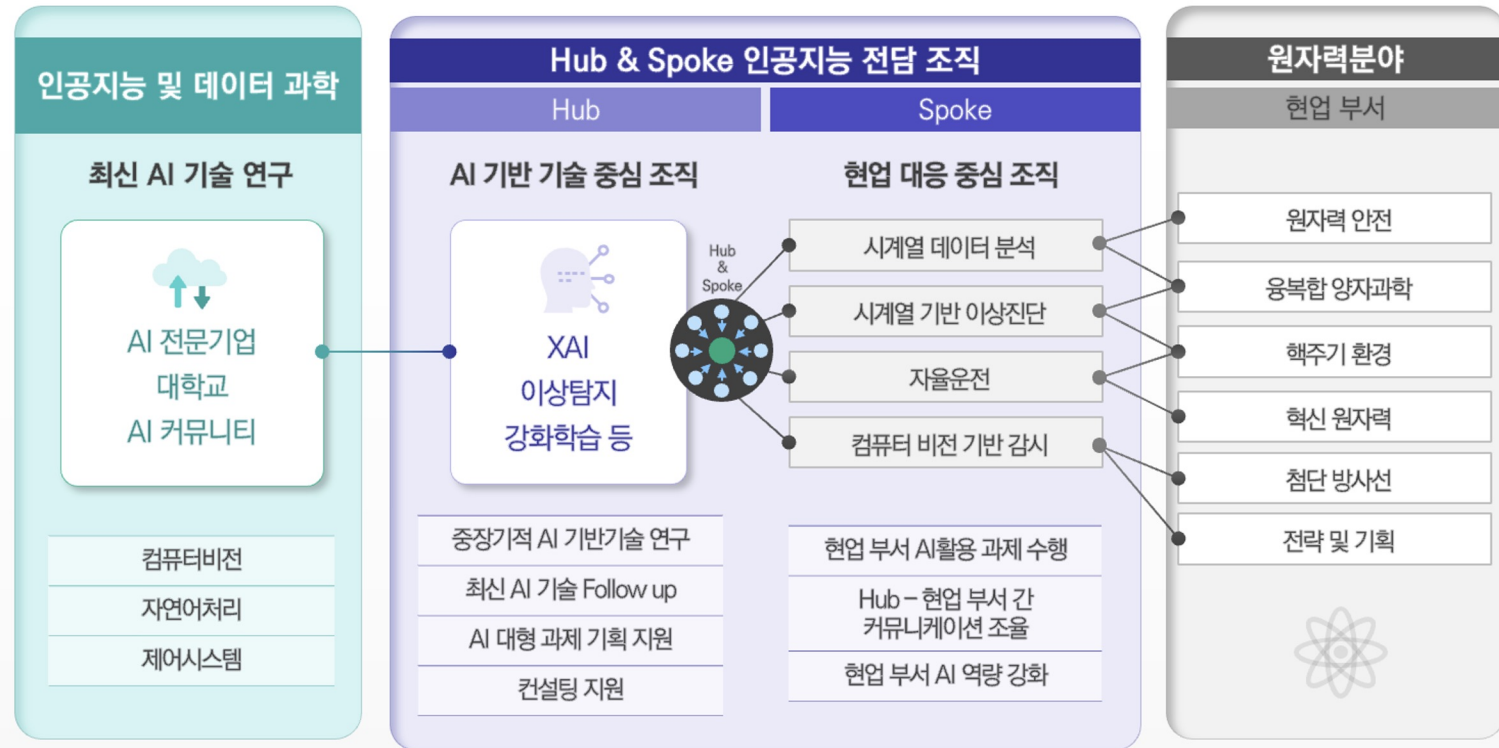 인공지능 및 데이터 과학
최신 AI 기술 연구
AI 전문기업
대학교
AI 커뮤니티
컴퓨터비전
자연어처리
제어시스템
Hub & Spoke 인공지능 전담 조직
Hub
AI 기반 기술 중심 조직
XAI
이상탐지
강화학습 등
중장기적 AI 기반기술 연구
최신 AI 기술 Follow up
AI 대형 과제 기획 지원
컨설팅 지원
Hub
&
Spoke
Spoke
현업 대응 중심 조직
시계열 데이터 분석
시계열 기반 이상진단
자율운전
컴퓨터 비전 기반 감시
현업 부서 AI활용 과제 수행
Hub – 현업 부서 간
커뮤니케이션 조율
현업 부서 AI 역량 강화
원자력분야
현업 부서
원자력 안전
융복합 양자과학
핵주기 환경
혁신 원자력
첨단 방사선
전략 및 기획